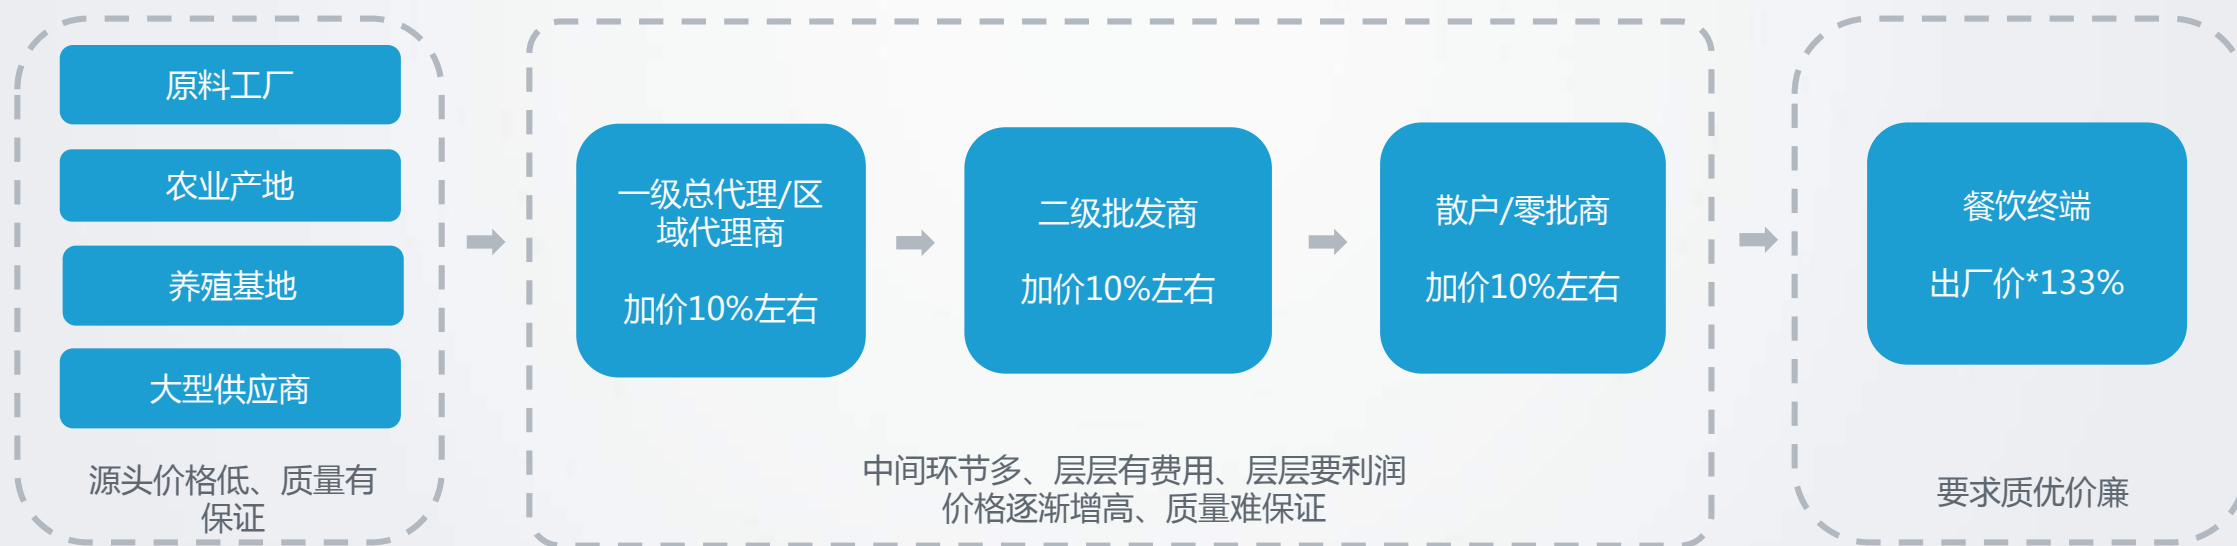 原料工厂
农业产地
养殖基地
大型供应商
源头价格低、质量有
保证
一级总代理/区
域代理商
加价10%左右
二级批发商
加价10%左右
散户/零批商
加价10%左右
中间环节多、层层有费用、层层要利润
价格逐渐增高、质量难保证
餐饮终端
出厂价*133%
要求质优价廉